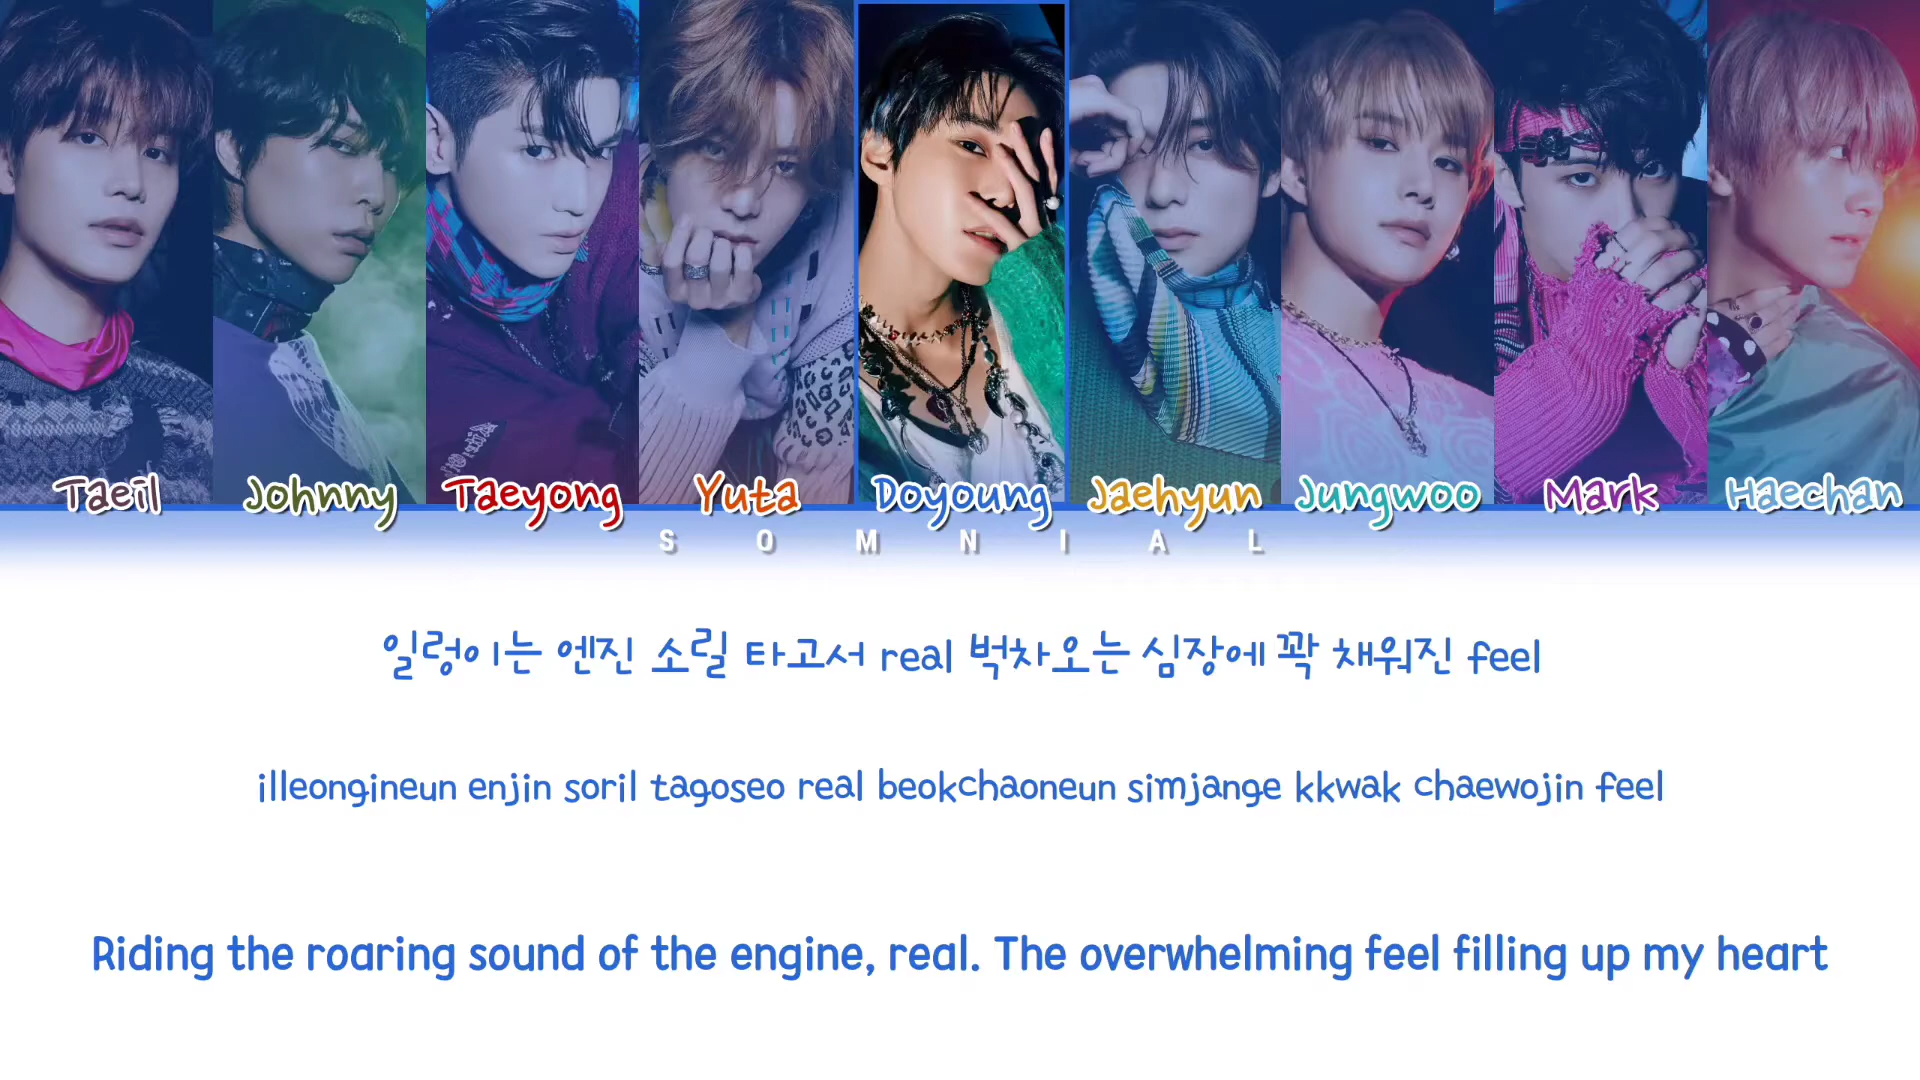 Taeil Johnny Taeyong Yuta Doyoung Jaehyun Jungwoo Mark Haechan
SOMNIAL
일렁이는 엔진 소릴 타고서 real 벅차오는 심장에 꽉 채워진 feel
illeongineun enjin soril tagoseo real beokchaoneun simjange kkwak chaewojin feel
Riding the roaring sound of the engine, real. The overwhelming feel filling up my heart